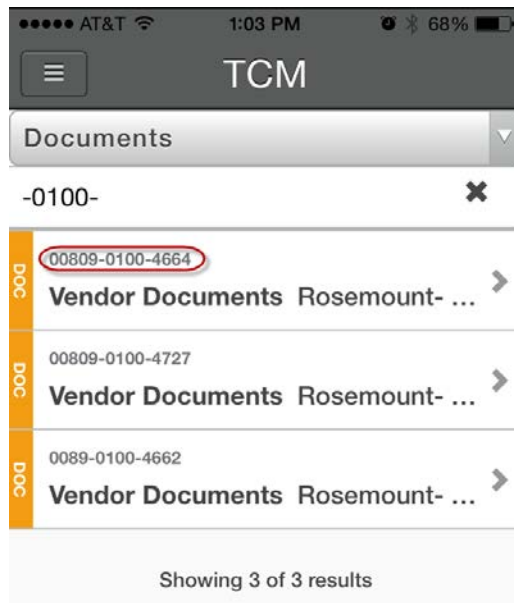 AT&T 1:03 PM 68%
TCM
Documents
-0100-
DOC
00809-0100-4664
Vendor Documents Rosemount- ...
DOC
00809-0100-4727
Vendor Documents Rosemount- ...
DOC
0089-0100-4662
Vendor Documents Rosemount- ...
Showing 3 of 3 results